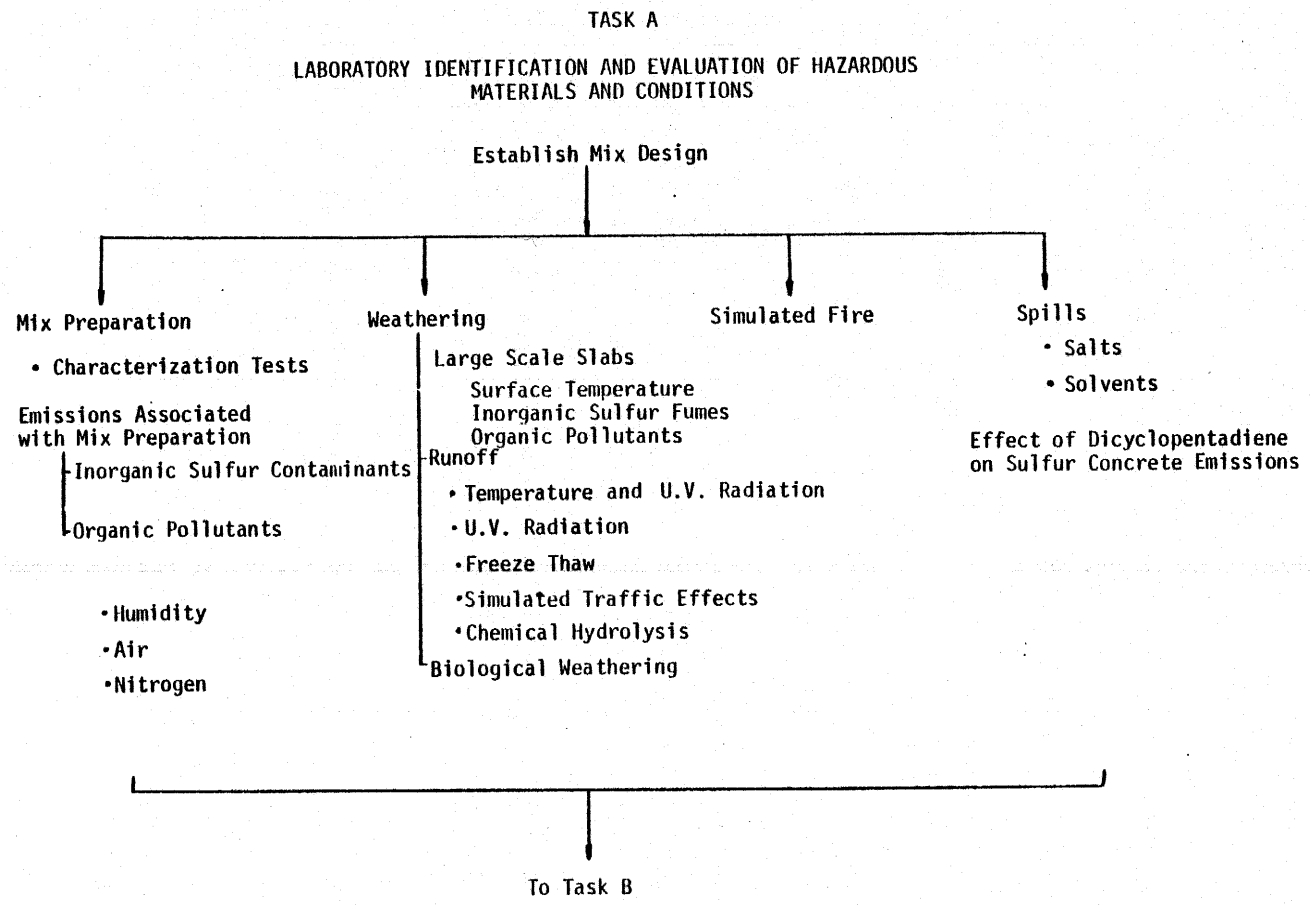 TASK A
LABORATORY IDENTIFICATION AND EVALUATION OF HAZARDOUS
MATERIALS AND CONDITIONS
Establish Mix Design
Mix Preparation
• Characterization Tests
Emissions Associated
with Mix Preparation
Inorganic Sulfur Contaminants
Organic Pollutants
• Humidity
• Air
• Nitrogen
Weathering
Large Scale Slabs
Surface Temperature
Inorganic Sulfur Fumes
Organic Pollutants
Runoff
• Temperature and U.V. Radiation
• U.V. Radiation
• Freeze Thaw
• Simulated Traffic Effects
• Chemical Hydrolysis
Biological Weathering
Simulated Fire
Spills
• Salts
• Solvents
Effect of Dicyclopentadiene
on Sulfur Concrete Emissions
To Task B